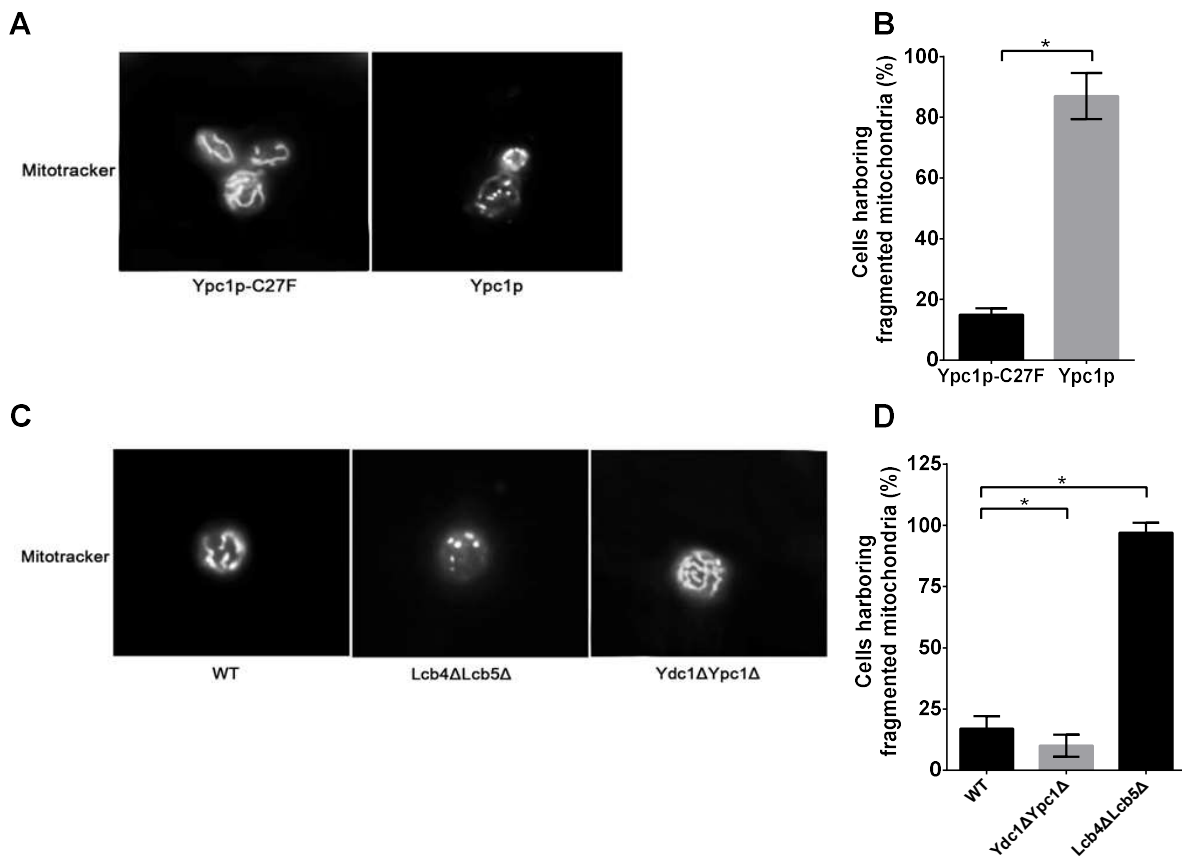 A
Mitotracker
Ypc1p-C27F
Ypc1p
B
Cells harboring
fragmented mitochondria (%)
100
80
60
40
20
0
*
Ypc1p-C27F
Ypc1p
C
Mitotracker
WT
Lcb4ΔLcb5Δ
Ydc1ΔYpc1Δ
D
Cells harboring
fragmented mitochondria (%)
125
100
75
50
25
0
*
*
WT
Ydc1ΔYpc1Δ
Lcb4ΔLcb5Δ